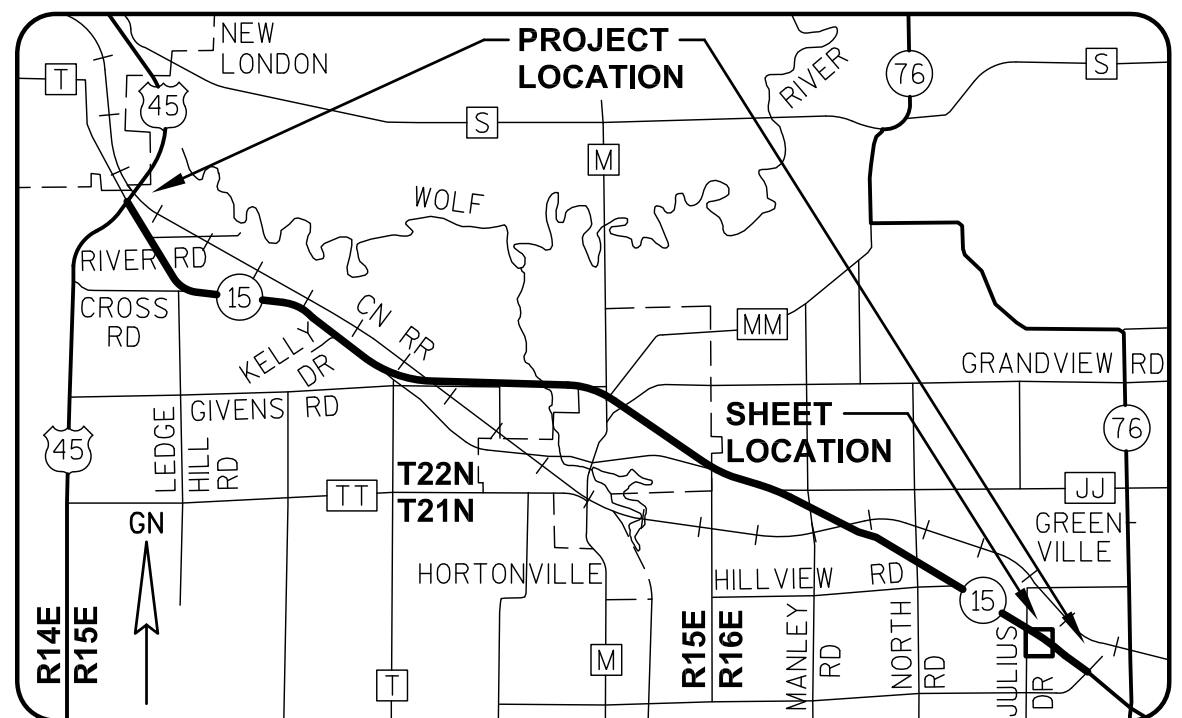 NEW
LONDON
PROJECT
LOCATION
RIVER
76
S
T
45
S
M
WOLF
RIVER RD
15
CROSS
RD
CN RR
MM
KELLY
DR
GRANDVIEW RD
GIVENS RD
SHEET
LOCATION
76
45
LEDGE
HILL
RD
T22N
TT
T21N
JJ
GN
GREEN-
VILLE
HORTONVILLE
HILLVIEW RD
15
R14E
R15E
R15E
R16E
MANLEY
RD
NORTH
RD
JULIUS
DR
M
T